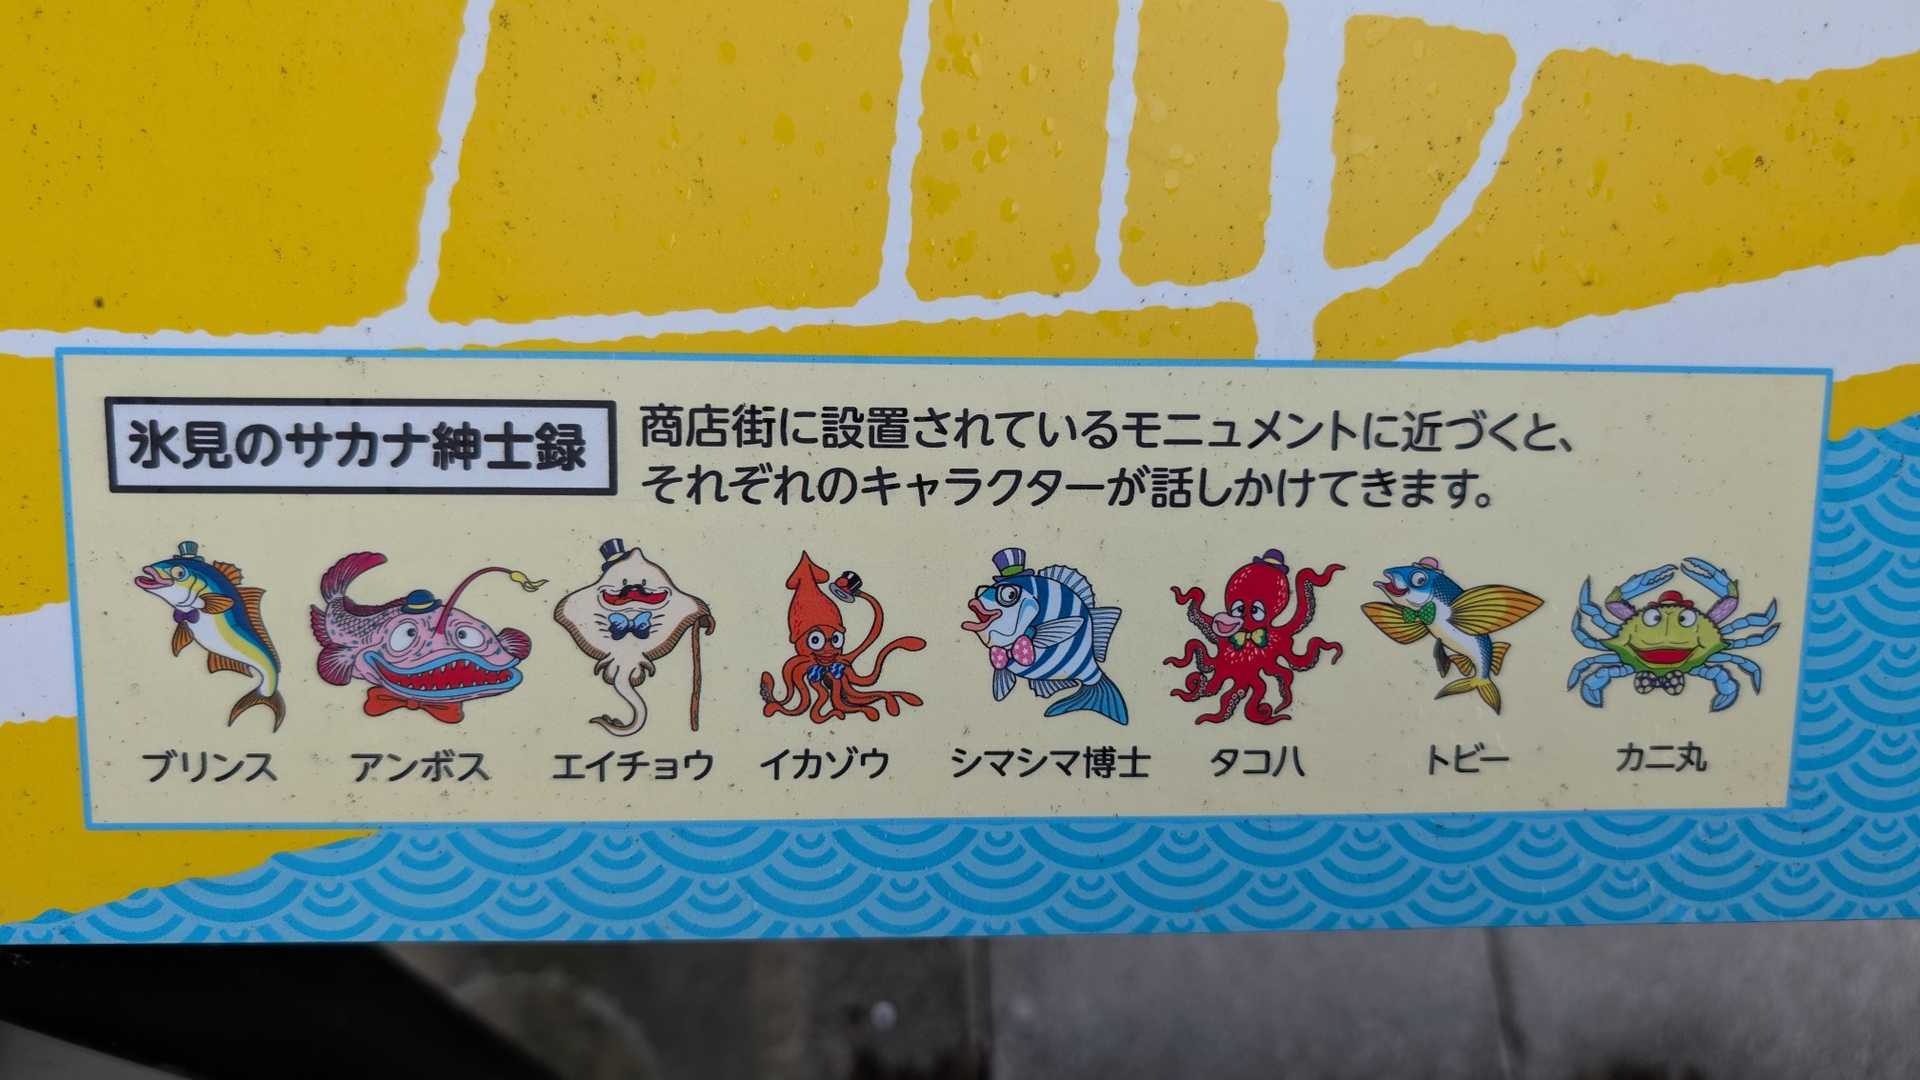 氷見のサカナ紳士録
商店街に設置されているモニュメントに近づくと、
それぞれのキャラクターが話しかけてきます。
ブリンス
アンボス
エイチョウ
イカゾウ
シマシマ博士
タコハ
トビー
カニ丸